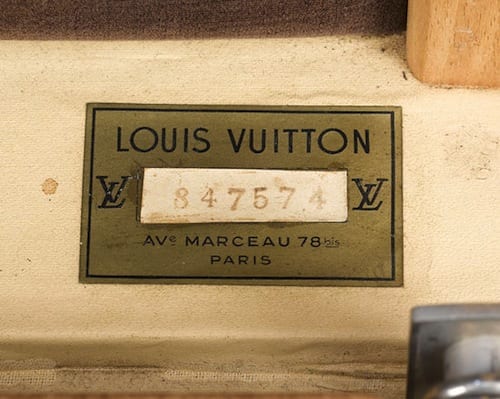 LOUIS VUITTON
LV 847574 LV
AVe MARCEAU 78bis
PARIS